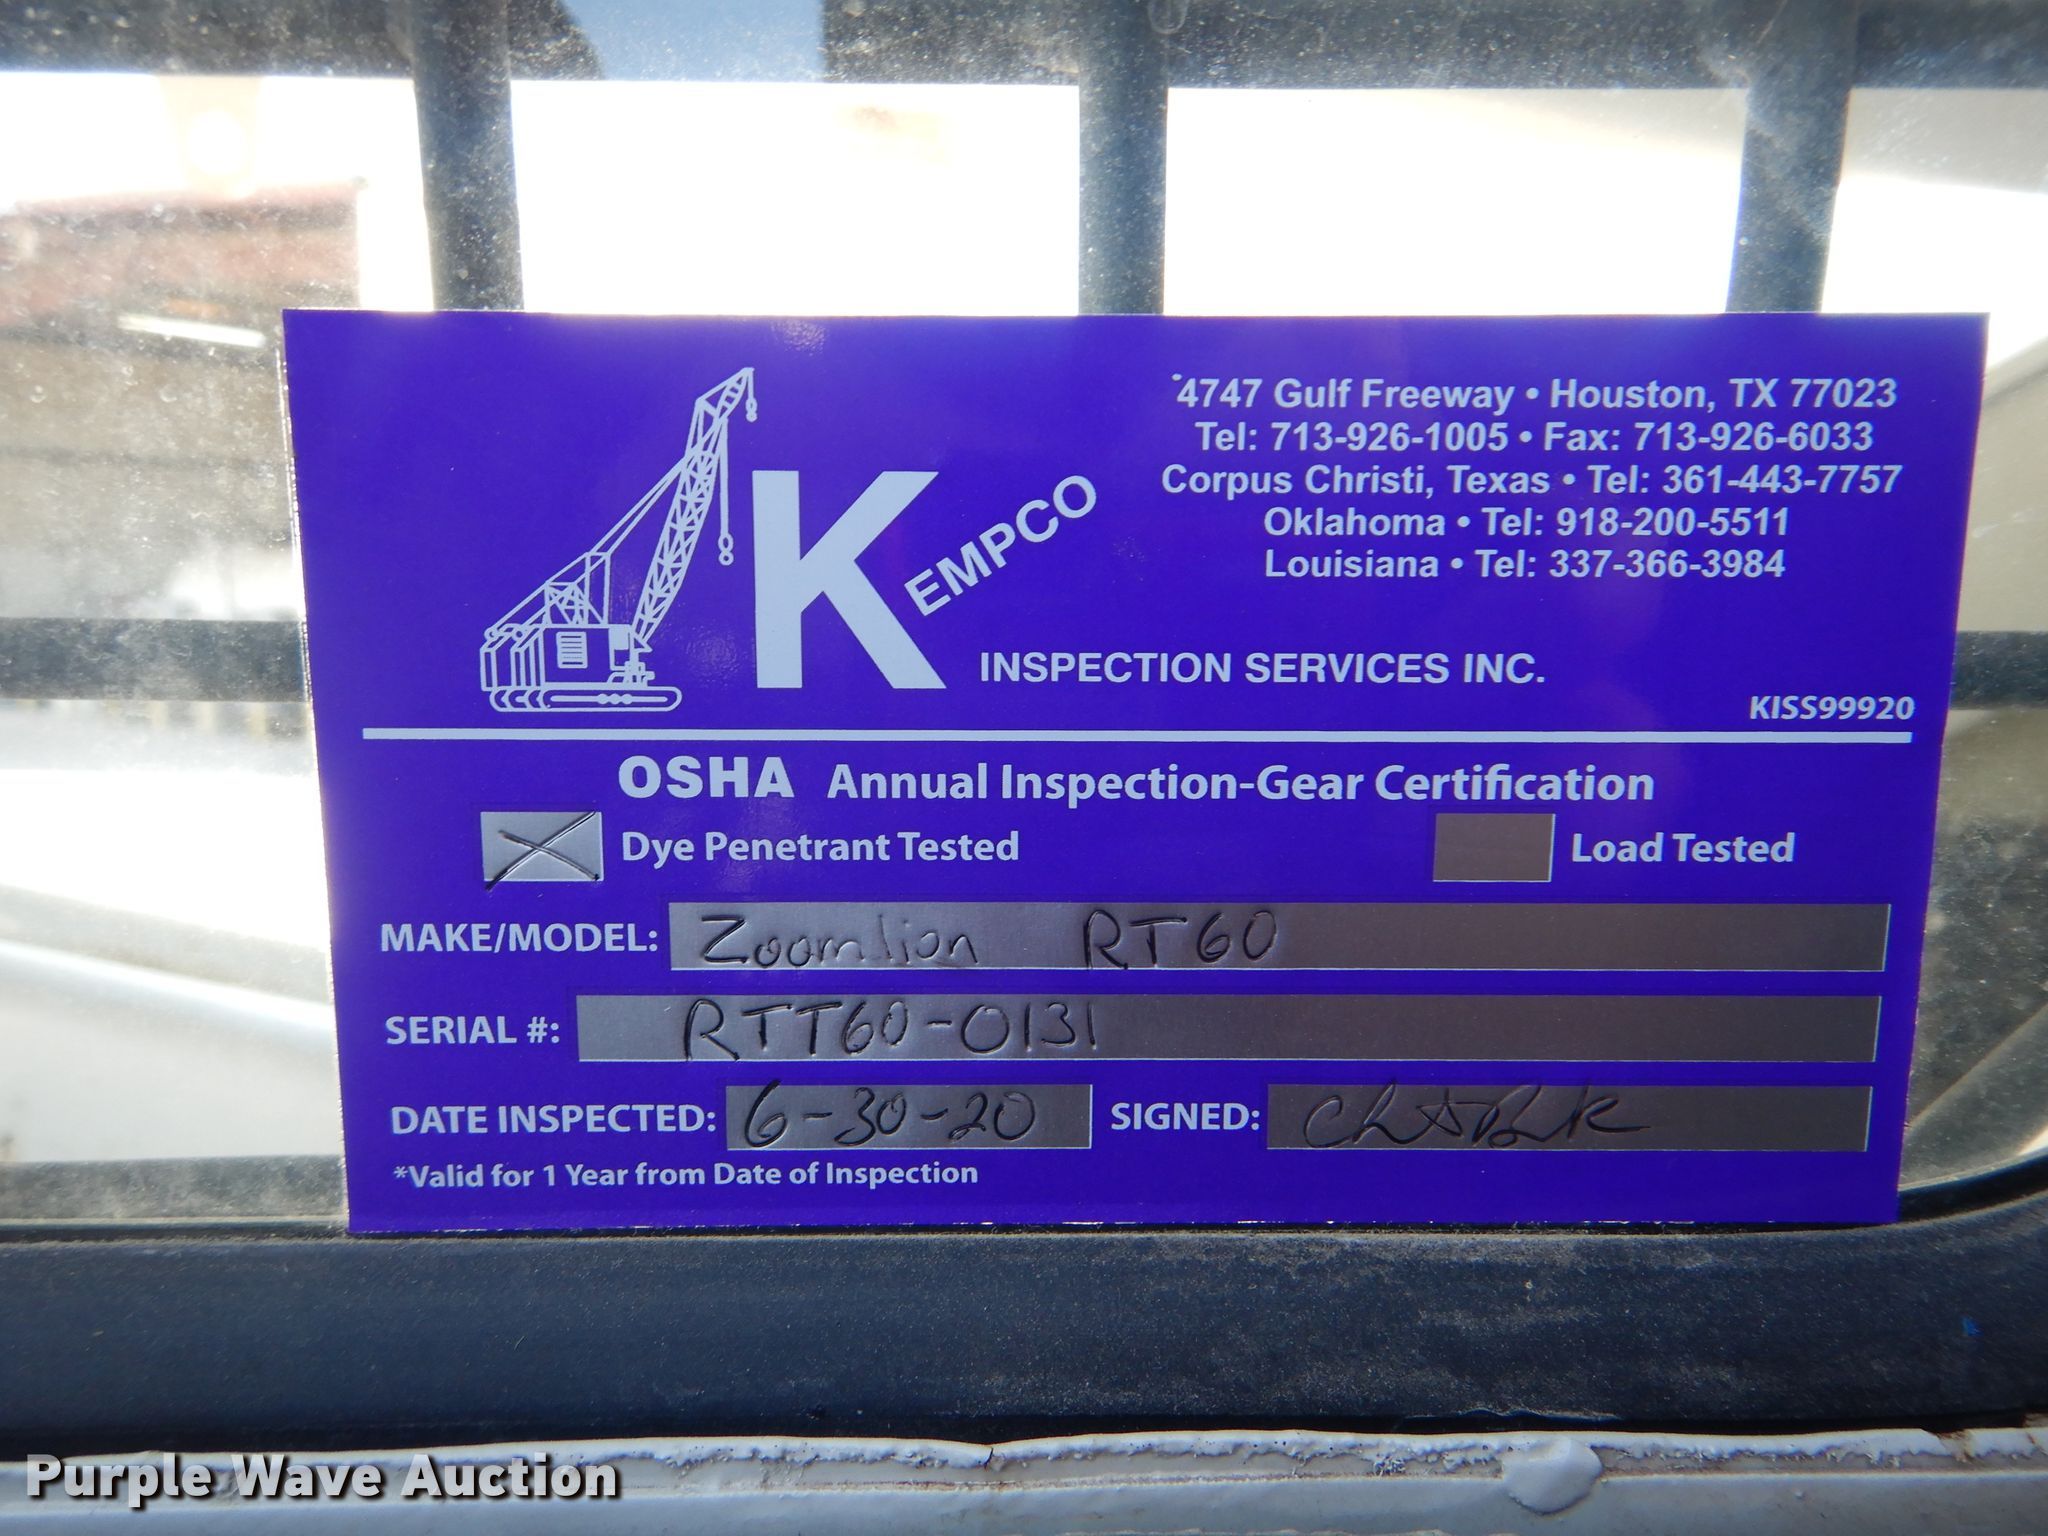 4747 Gulf Freeway • Houston, TX 77023
Tel: 713-926-1005 • Fax: 713-926-6033
Corpus Christi, Texas • Tel: 361-443-7757
Oklahoma • Tel: 918-200-5511
Louisiana • Tel: 337-366-3984
KEMPCO
INSPECTION SERVICES INC.
KISS99920
OSHA Annual Inspection-Gear Certification
Dye Penetrant Tested Load Tested
MAKE/MODEL: Zoomlion RT60
SERIAL #: RTT60-0131
DATE INSPECTED: 6-30-20 SIGNED:
*Valid for 1 Year from Date of Inspection
Purple Wave Auction